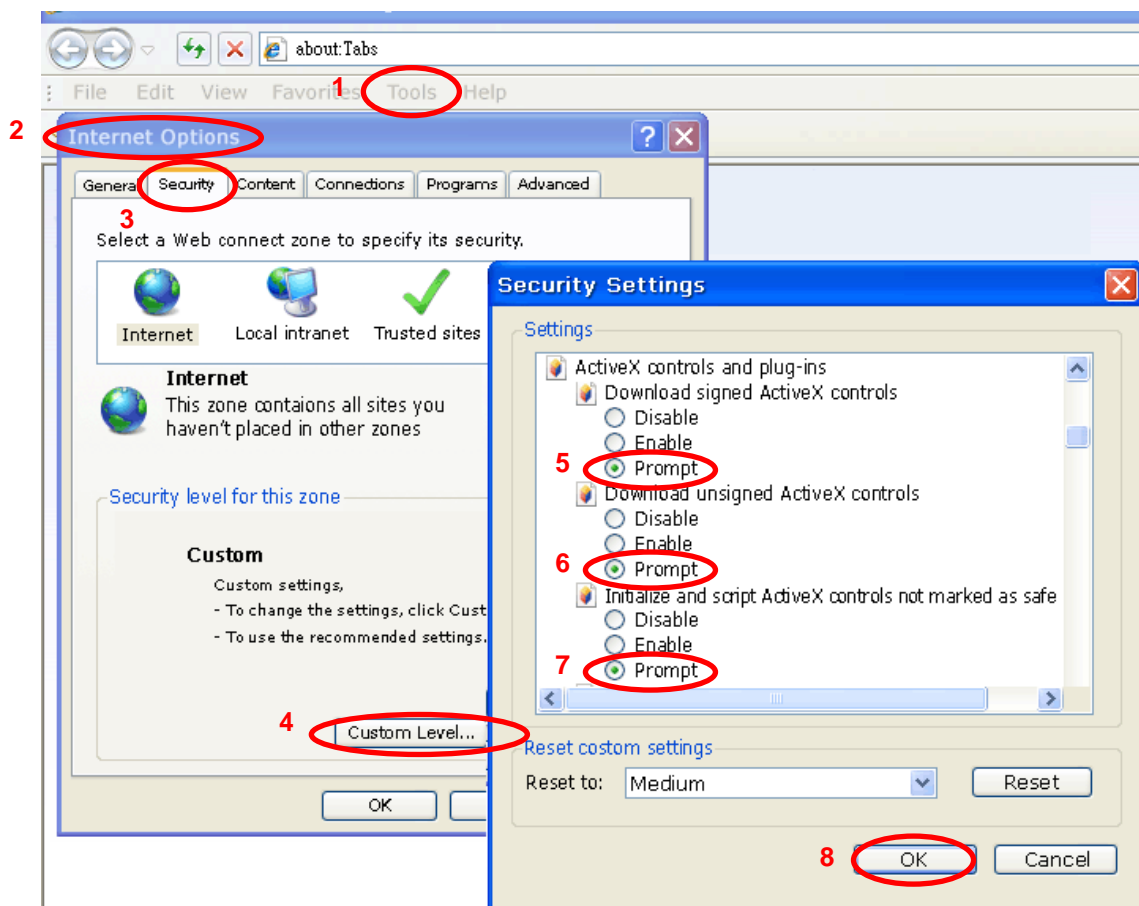 about:Tabs
File Edit View Favorites Tools Help
1
2
Internet Options
General Security Content Connections Programs Advanced
3
Select a Web connect zone to specify its security.
Internet Local intranet Trusted sites
Internet
This zone contaions all sites you
haven't placed in other zones
Security level for this zone
Custom
Custom settings,
- To change the settings, click Cust
- To use the recommended settings.
4
Custom Level...
OK
Security Settings
Settings
ActiveX controls and plug-ins
Download signed ActiveX controls
Disable
Enable
5
Prompt
Download unsigned ActiveX controls
Disable
Enable
6
Prompt
Initialize and script ActiveX controls not marked as safe
Disable
Enable
7
Prompt
Reset costom settings
Reset to: Medium Reset
8
OK Cancel